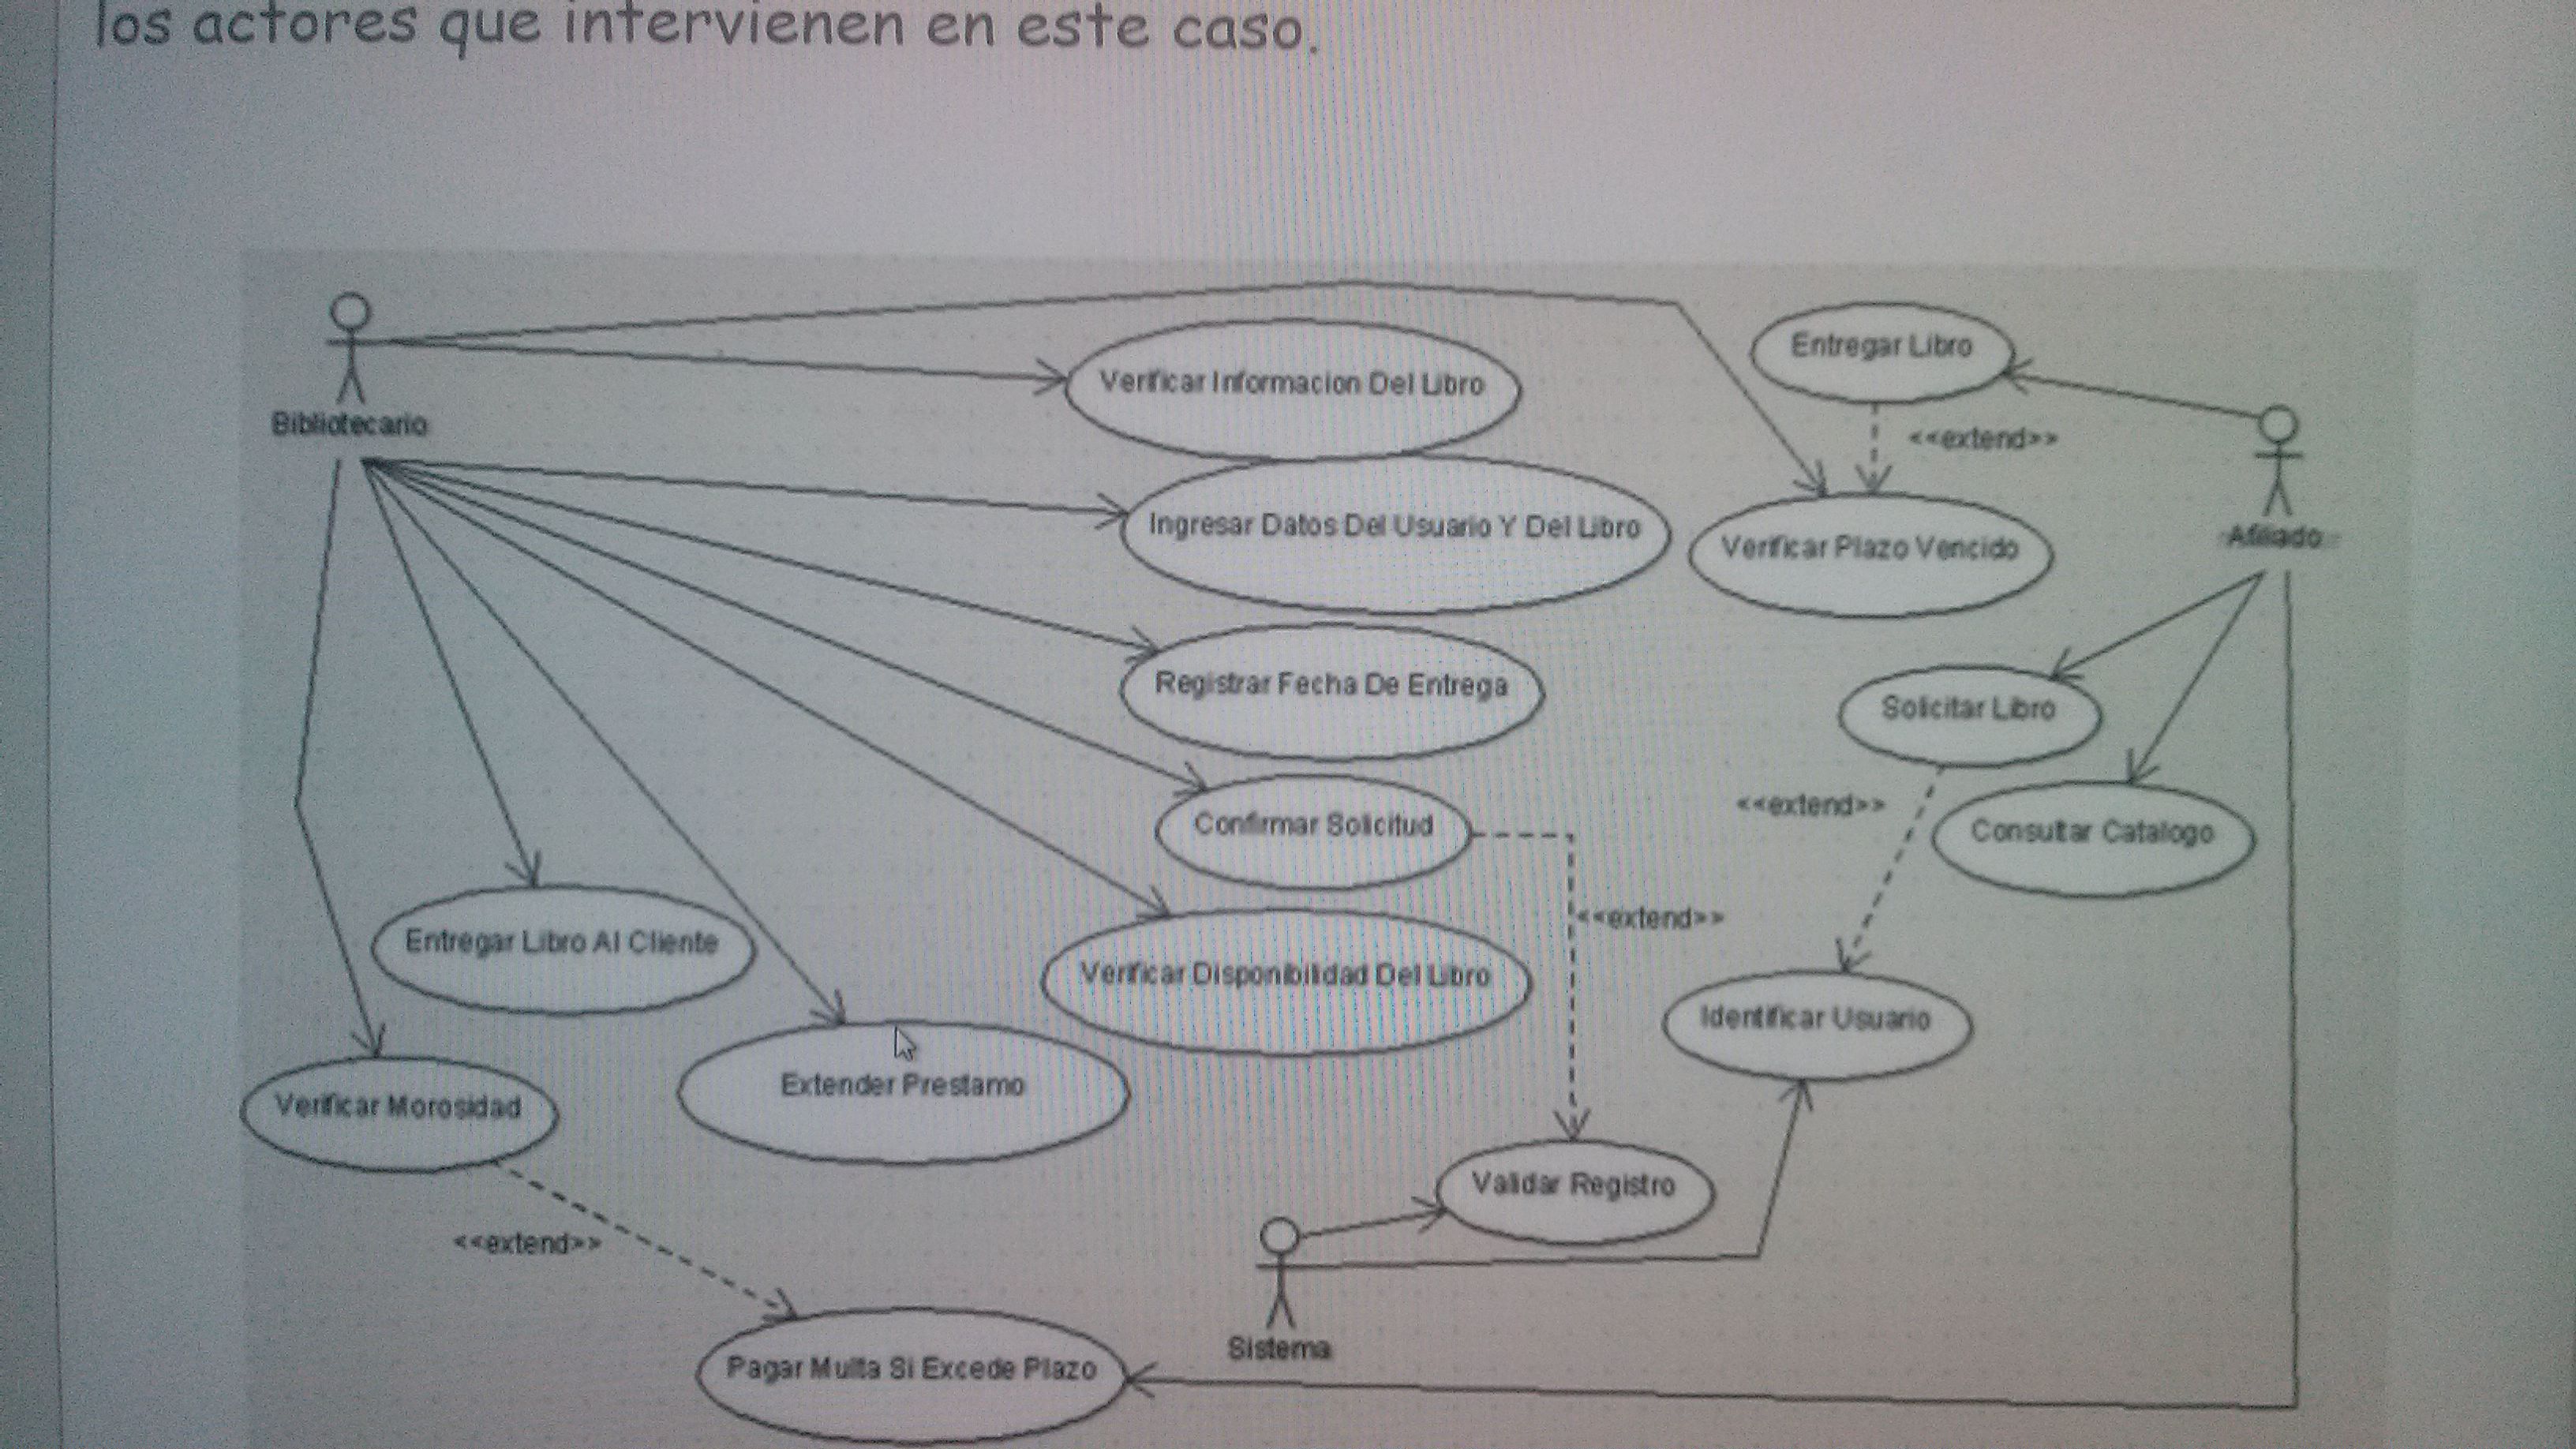 los actores que intervienen en este caso.
Bibliotecario
Verificar Informacion Del Libro
Entregar Libro
<<extend>>
Afiliado
Ingresar Datos Del Usuario Y Del Libro
Verificar Plazo Vencido
Registrar Fecha De Entrega
Solicitar Libro
<<extend>>
Confirmar Solicitud
Consultar Catalogo
<<extend>>
Entregar Libro Al Cliente
Verificar Disponibilidad Del Libro
Identificar Usuario
Extender Prestamo
Verificar Morosidad
Validar Registro
<<extend>>
Sistema
Pagar Multa Si Excede Plazo